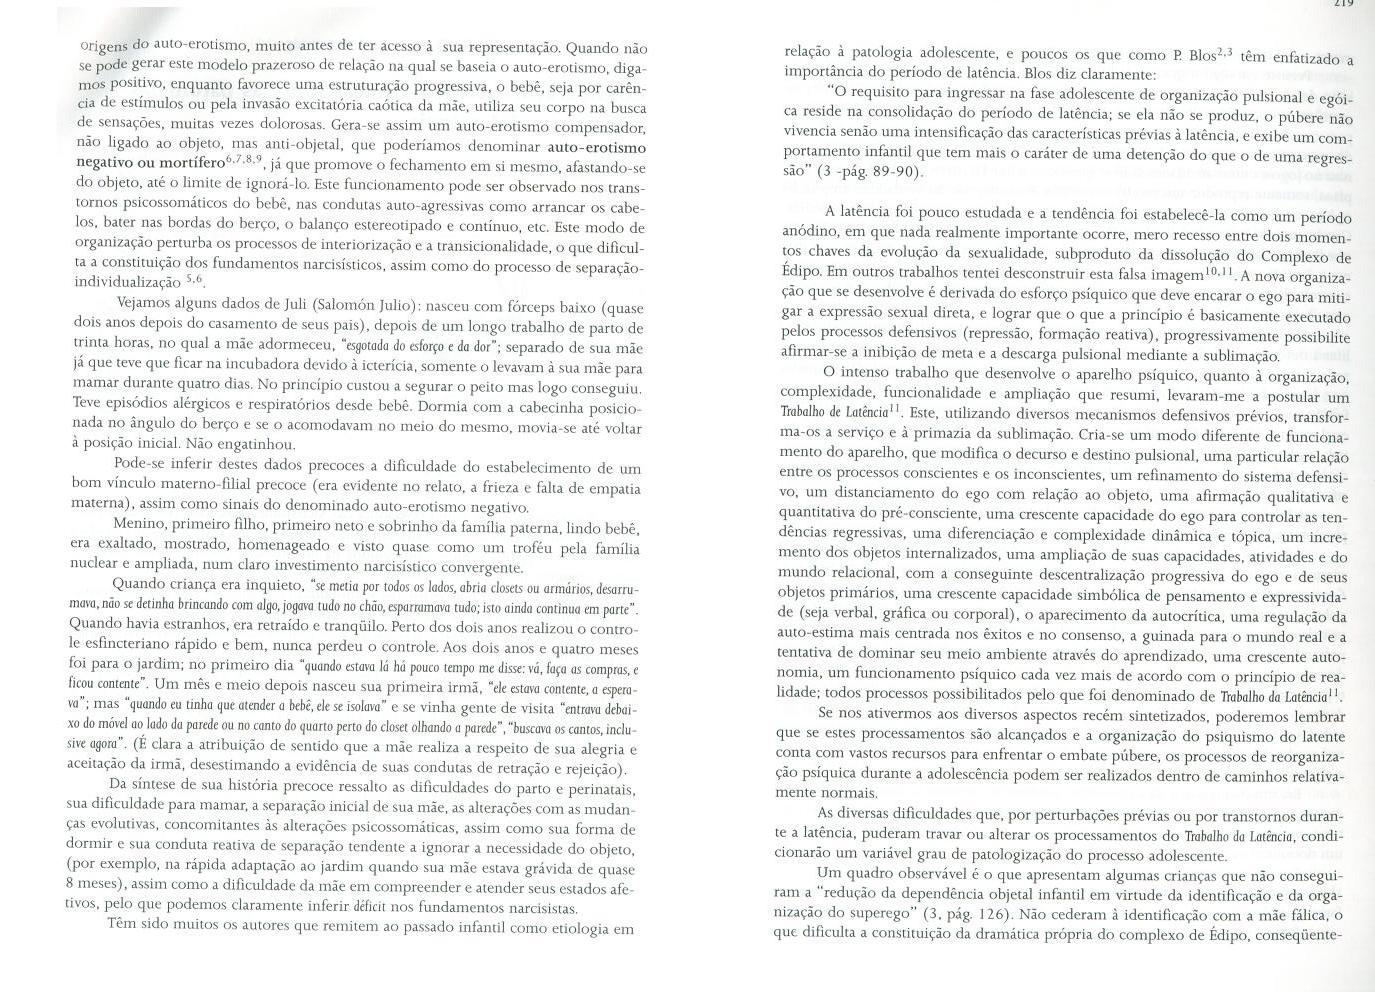 origens do auto-erotismo, muito antes de ter acesso à sua representação. Quando não
se pode gerar este modelo prazeroso de relação na qual se baseia o auto-erotismo, diga-
mos positivo, enquanto favorece uma estruturação progressiva, o bebê, seja por carên-
cia de estímulos ou pela invasão excitatória caótica da mãe, utiliza seu corpo na busca
de sensações, muitas vezes dolorosas. Gera-se assim um auto-erotismo compensador,
não ligado ao objeto, mas anti-objetal, que poderíamos denominar auto-erotismo
negativo ou mortífero6,7,8,9, já que promove o fechamento em si mesmo, afastando-se
do objeto, até o limite de ignorá-lo. Este funcionamento pode ser observado nos trans-
tornos psicossomáticos do bebê, nas condutas auto-agressivas como arrancar os cabe-
los, bater nas bordas do berço, o balanço estereotipado e contínuo, etc. Este modo de
organização perturba os processos de interiorização e a transicionalidade, o que dificul-
ta a constituição dos fundamentos narcisísticos, assim como do processo de separação-
individualização 5,6.
Vejamos alguns dados de Juli (Salomón Julio): nasceu com fórceps baixo (quase
dois anos depois do casamento de seus pais), depois de um longo trabalho de parto de
trinta horas, no qual a mãe adormeceu, "esgotada do esforço e da dor"; separado de sua mãe
já que teve que ficar na incubadora devido à icterícia, somente o levavam à sua mãe para
mamar durante quatro dias. No princípio custou a segurar o peito mas logo conseguiu.
Teve episódios alérgicos e respiratórios desde bebê. Dormia com a cabecinha posicio-
nada no ângulo do berço e se o acomodavam no meio do mesmo, movia-se até voltar
à posição inicial. Não engatinhou.
Pode-se inferir destes dados precoces a dificuldade do estabelecimento de um
bom vínculo materno-filial precoce (era evidente no relato, a frieza e falta de empatia
materna), assim como sinais do denominado auto-erotismo negativo.
Menino, primeiro filho, primeiro neto e sobrinho da família paterna, lindo bebê,
era exaltado, mostrado, homenageado e visto quase como um troféu pela família
nuclear e ampliada, num claro investimento narcisístico convergente.
Quando criança era inquieto, "se metia por todos os lados, abria closets ou armários, desarru-
mava, não se detinha brincando com algo, jogava tudo no chão, esparramava tudo; isto ainda continua em parte".
Quando havia estranhos, era retraído e tranqüilo. Perto dos dois anos realizou o contro-
le esfincteriano rápido e bem, nunca perdeu o controle. Aos dois anos e quatro meses
foi para o jardim; no primeiro dia "quando estava lá há pouco tempo me disse: vá, faça as compras, e
ficou contente". Um mês e meio depois nasceu sua primeira irmã, "ele estava contente, a espera-
va"; mas "quando eu tinha que atender a bebê, ele se isolava" e se vinha gente de visita "entrava debai-
xo do móvel ao lado da parede ou no canto do quarto perto do closet olhando a parede", "buscava os cantos, inclu-
sive agora". (É clara a atribuição de sentido que a mãe realiza a respeito de sua alegria e
aceitação da irmã, desestimando a evidência de suas condutas de retração e rejeição).
Da síntese de sua história precoce ressalto as dificuldades do parto e perinatais,
sua dificuldade para mamar, a separação inicial de sua mãe, as alterações com as mudan-
ças evolutivas, concomitantes às alterações psicossomáticas, assim como sua forma de
dormir e sua conduta reativa de separação tendente a ignorar a necessidade do objeto,
(por exemplo, na rápida adaptação ao jardim quando sua mãe estava grávida de quase
8 meses), assim como a dificuldade da mãe em compreender e atender seus estados afe-
tivos, pelo que podemos claramente inferir déficit nos fundamentos narcisistas.
Têm sido muitos os autores que remitem ao passado infantil como etiologia em
219
relação à patologia adolescente, e poucos os que como P. Blos2,3 têm enfatizado a
importância do período de latência. Blos diz claramente:
"O requisito para ingressar na fase adolescente de organização pulsional e egói-
ca reside na consolidação do período de latência; se ela não se produz, o púbere não
vivencia senão uma intensificação das características prévias à latência, e exibe um com-
portamento infantil que tem mais o caráter de uma detenção do que o de uma regres-
são" (3 -pág. 89-90).
A latência foi pouco estudada e a tendência foi estabelecê-la como um período
anódino, em que nada realmente importante ocorre, mero recesso entre dois momen-
tos chaves da evolução da sexualidade, subproduto da dissolução do Complexo de
Édipo. Em outros trabalhos tentei desconstruir esta falsa imagem10,11. A nova organiza-
ção que se desenvolve é derivada do esforço psíquico que deve encarar o ego para miti-
gar a expressão sexual direta, e lograr que o que a princípio é basicamente executado
pelos processos defensivos (repressão, formação reativa), progressivamente possibilite
afirmar-se a inibição de meta e a descarga pulsional mediante a sublimação.
O intenso trabalho que desenvolve o aparelho psíquico, quanto à organização,
complexidade, funcionalidade e ampliação que resumi, levaram-me a postular um
Trabalho de Latência11. Este, utilizando diversos mecanismos defensivos prévios, transfor-
ma-os a serviço e à primazia da sublimação. Cria-se um modo diferente de funciona-
mento do aparelho, que modifica o decurso e destino pulsional, uma particular relação
entre os processos conscientes e os inconscientes, um refinamento do sistema defensi-
vo, um distanciamento do ego com relação ao objeto, uma afirmação qualitativa e
quantitativa do pré-consciente, uma crescente capacidade do ego para controlar as ten-
dências regressivas, uma diferenciação e complexidade dinâmica e tópica, um incre-
mento dos objetos internalizados, uma ampliação de suas capacidades, atividades e do
mundo relacional, com a conseguinte descentralização progressiva do ego e de seus
objetos primários, uma crescente capacidade simbólica de pensamento e expressivida-
de (seja verbal, gráfica ou corporal), o aparecimento da autocrítica, uma regulação da
auto-estima mais centrada nos êxitos e no consenso, a guinada para o mundo real e a
tentativa de dominar seu meio ambiente através do aprendizado, uma crescente auto-
nomia, um funcionamento psíquico cada vez mais de acordo com o princípio de rea-
lidade; todos processos possibilitados pelo que foi denominado de Trabalho da Latência11.
Se nos ativermos aos diversos aspectos recém sintetizados, poderemos lembrar
que se estes processamentos são alcançados e a organização do psiquismo do latente
conta com vastos recursos para enfrentar o embate púbere, os processos de reorganiza-
ção psíquica durante a adolescência podem ser realizados dentro de caminhos relativa-
mente normais.
As diversas dificuldades que, por perturbações prévias ou por transtornos duran-
te a latência, puderam travar ou alterar os processamentos do Trabalho da Latência, condi-
cionarão um variável grau de patologização do processo adolescente.
Um quadro observável é o que apresentam algumas crianças que não consegui-
ram a "redução da dependência objetal infantil em virtude da identificação e da orga-
nização do superego" (3, pág. 126). Não cederam à identificação com a mãe fálica, o
que dificulta a constituição da dramática própria do complexo de Édipo, conseqüente-